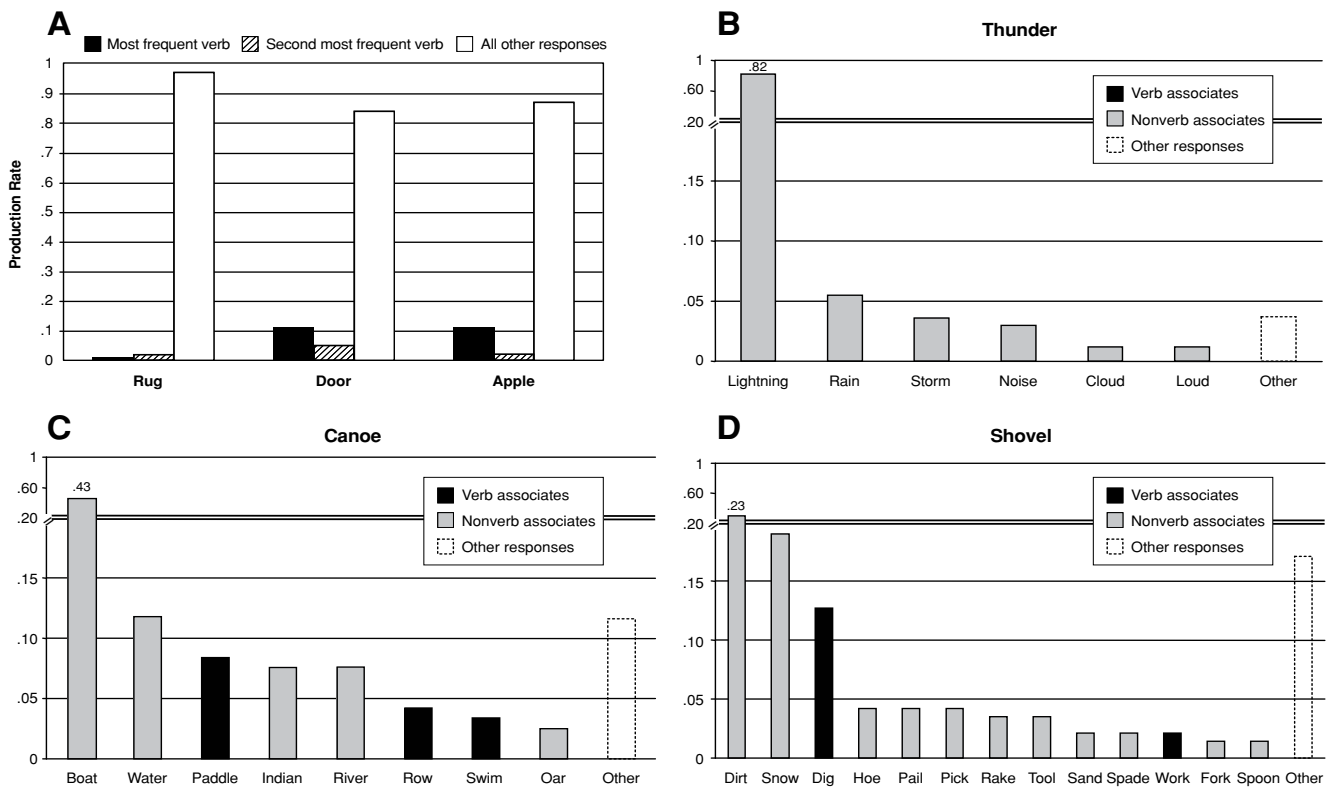 A
Most frequent verb Second most frequent verb All other responses
Production Rate
1
.9
.8
.7
.6
.5
.4
.3
.2
.1
0
Rug Door Apple
B
Thunder
1
.60
.20
.15
.10
.05
0
.82
Verb associates
Nonverb associates
Other responses
Lightning Rain Storm Noise Cloud Loud Other
C
Canoe
1
.60
.20
.15
.10
.05
0
.43
Verb associates
Nonverb associates
Other responses
Boat Water Paddle Indian River Row Swim Oar Other
D
Shovel
1
.60
.20
.15
.10
.05
0
.23
Verb associates
Nonverb associates
Other responses
Dirt Snow Dig Hoe Pail Pick Rake Tool Sand Spade Work Fork Spoon Other